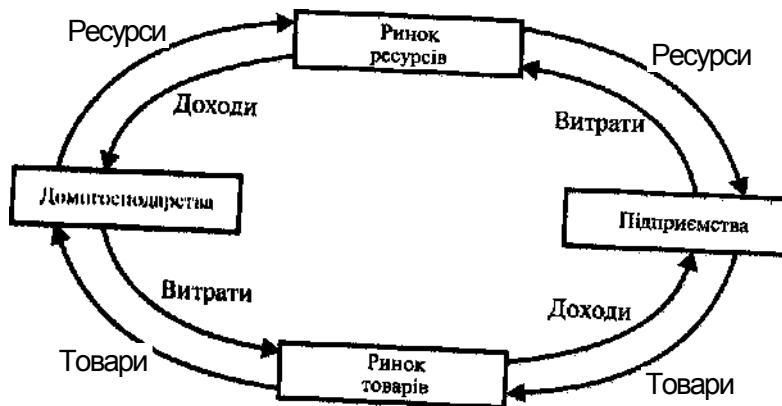 Ресурси
Ринок
ресурсів
Ресурси
Доходи
Витрати
Домогосподарства
Підприємства
Витрати
Доходи
Товари
Ринок
товарів
Товари